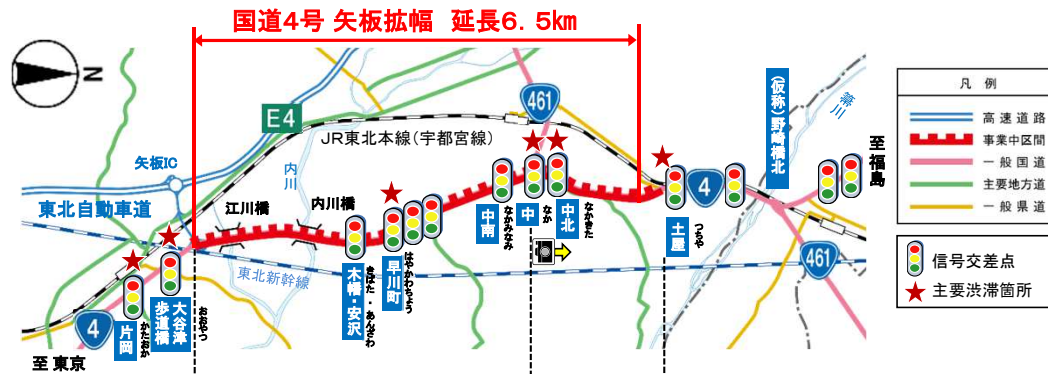 国道4号 矢板拡幅 延長6.5km
N
E4
461
JR東北本線(宇都宮線)
矢板IC
東北自動車道
江川橋
内川
内川橋
東北新幹線
片岡
かたおか
大谷津
歩道橋
おおやつ
木幡・安沢
きばた・あんざわ
早川町
はやかわちょう
中南
なかみなみ
中
なか
中北
なかきた
土屋
つちや
4
(仮称)野崎橋北
箒川
至福島
461
4
至 東京
凡例
高速道路
事業中区間
一般国道
主要地方道
一般県道
信号交差点
主要渋滞箇所